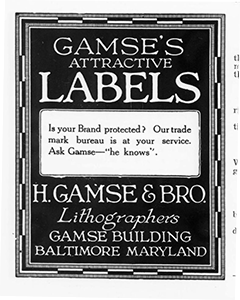 GAMSE'S
ATTRACTIVE
LABELS
Is your Brand protected? Our trade
mark bureau is at your service.
Ask Gamse—"he knows".
H. GAMSE & BRO.
Lithographers
GAMSE BUILDING
BALTIMORE MARYLAND